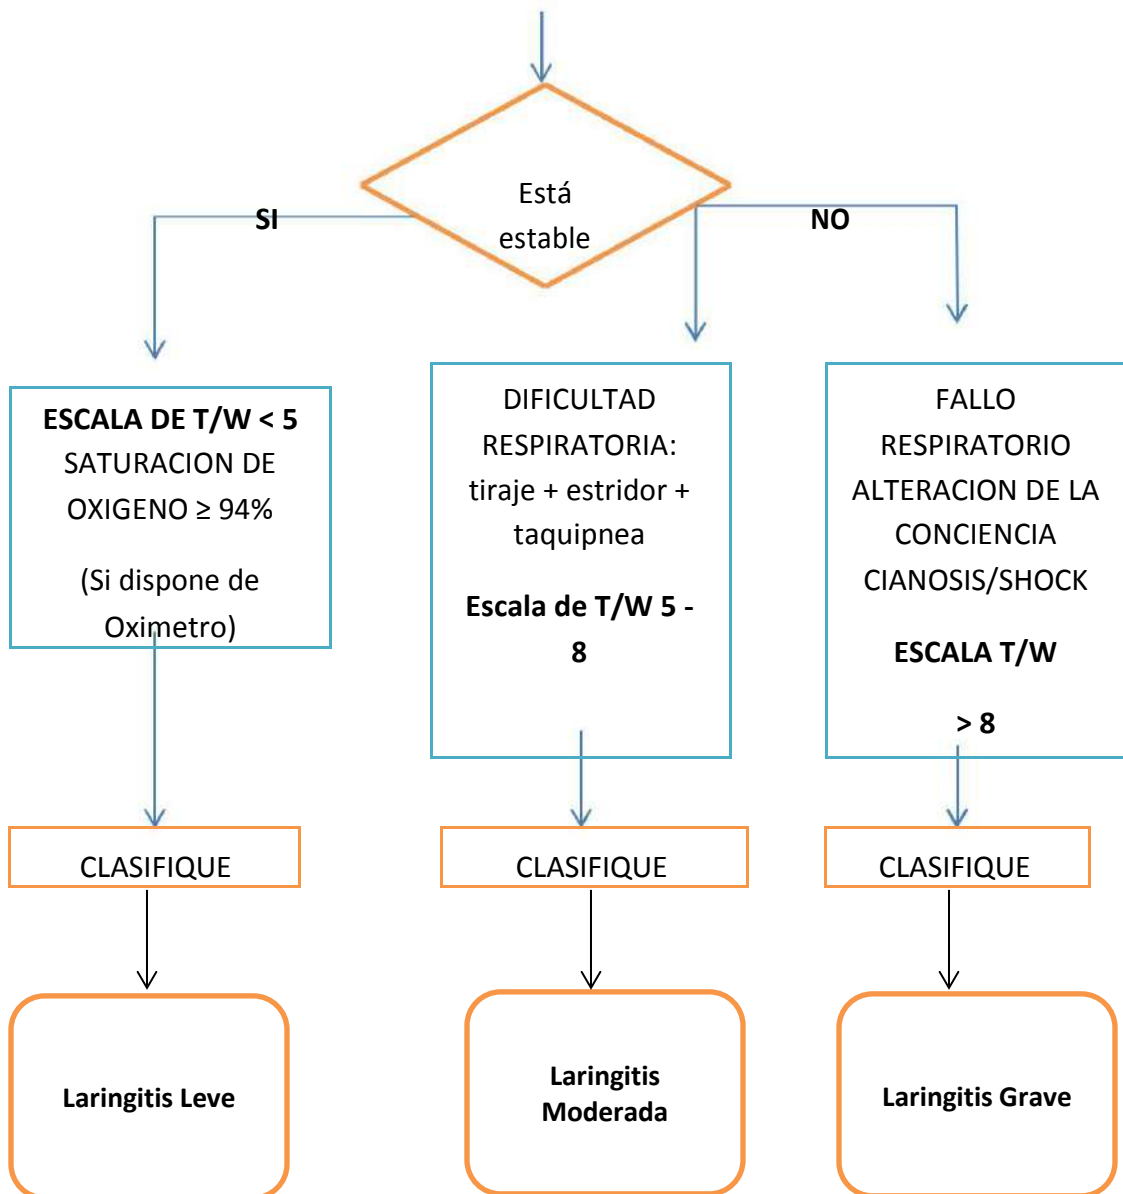 Está
estable
SI
NO
ESCALA DE T/W < 5
SATURACION DE
OXIGENO ≥ 94%
(Si dispone de
Oximetro)
DIFICULTAD
RESPIRATORIA:
tiraje + estridor +
taquipnea
Escala de T/W 5 -
8
FALLO
RESPIRATORIO
ALTERACION DE LA
CONCIENCIA
CIANOSIS/SHOCK
ESCALA T/W
> 8
CLASIFIQUE
CLASIFIQUE
CLASIFIQUE
Laringitis Leve
Laringitis
Moderada
Laringitis Grave